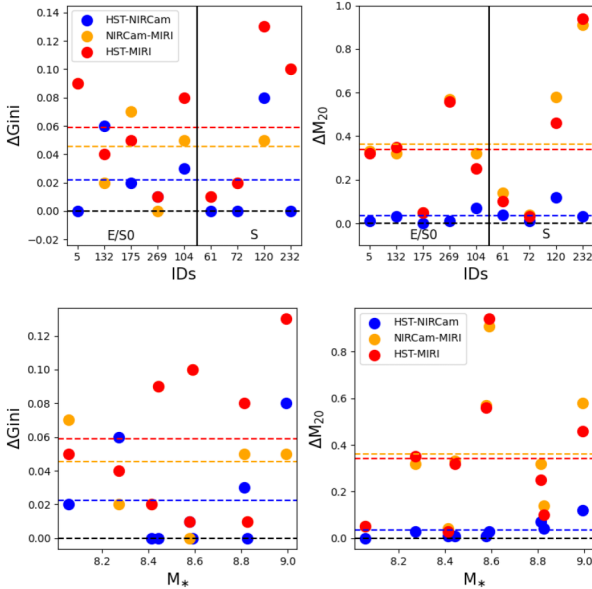 0.14
0.12
0.10
0.08
0.06
0.04
0.02
0.00
−0.02
ΔGini
HST-NIRCam
NIRCam-MIRI
HST-MIRI
E/S0 S
5 132 175 269 104 61 72 120 232
IDs
1.0
0.8
0.6
0.4
0.2
0.0
ΔM20
E/S0 S
5 132 175 269 104 61 72 120 232
IDs
0.12
0.10
0.08
0.06
0.04
0.02
0.00
ΔGini
8.2 8.4 8.6 8.8 9.0
M*
0.8
0.6
0.4
0.2
0.0
ΔM20
HST-NIRCam
NIRCam-MIRI
HST-MIRI
8.2 8.4 8.6 8.8 9.0
M*